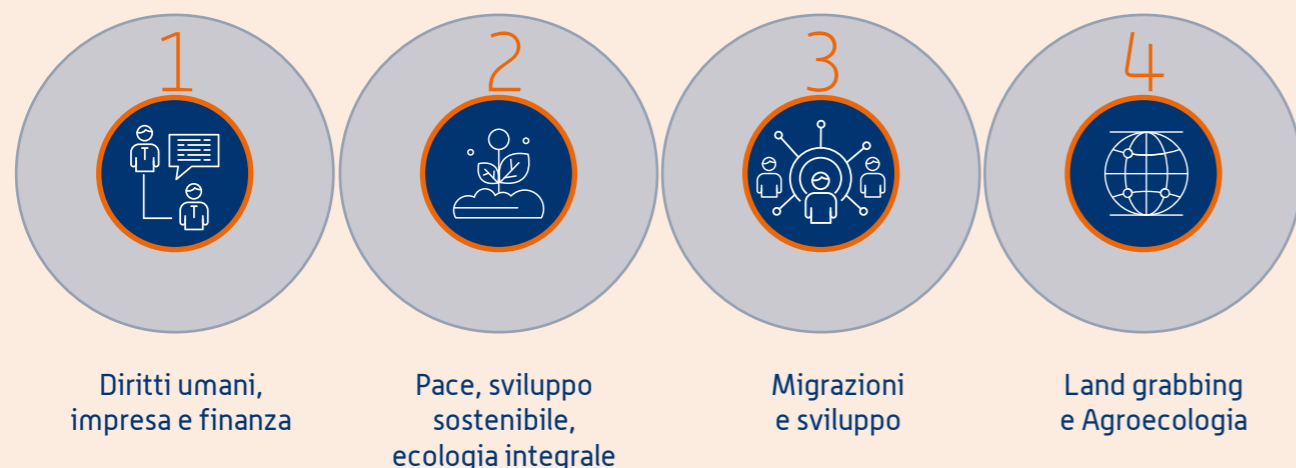 1
2
3
4
Diritti umani,
impresa e finanza
Pace, sviluppo
sostenibile,
ecologia integrale
Migrazioni
e sviluppo
Land grabbing
e Agroecologia